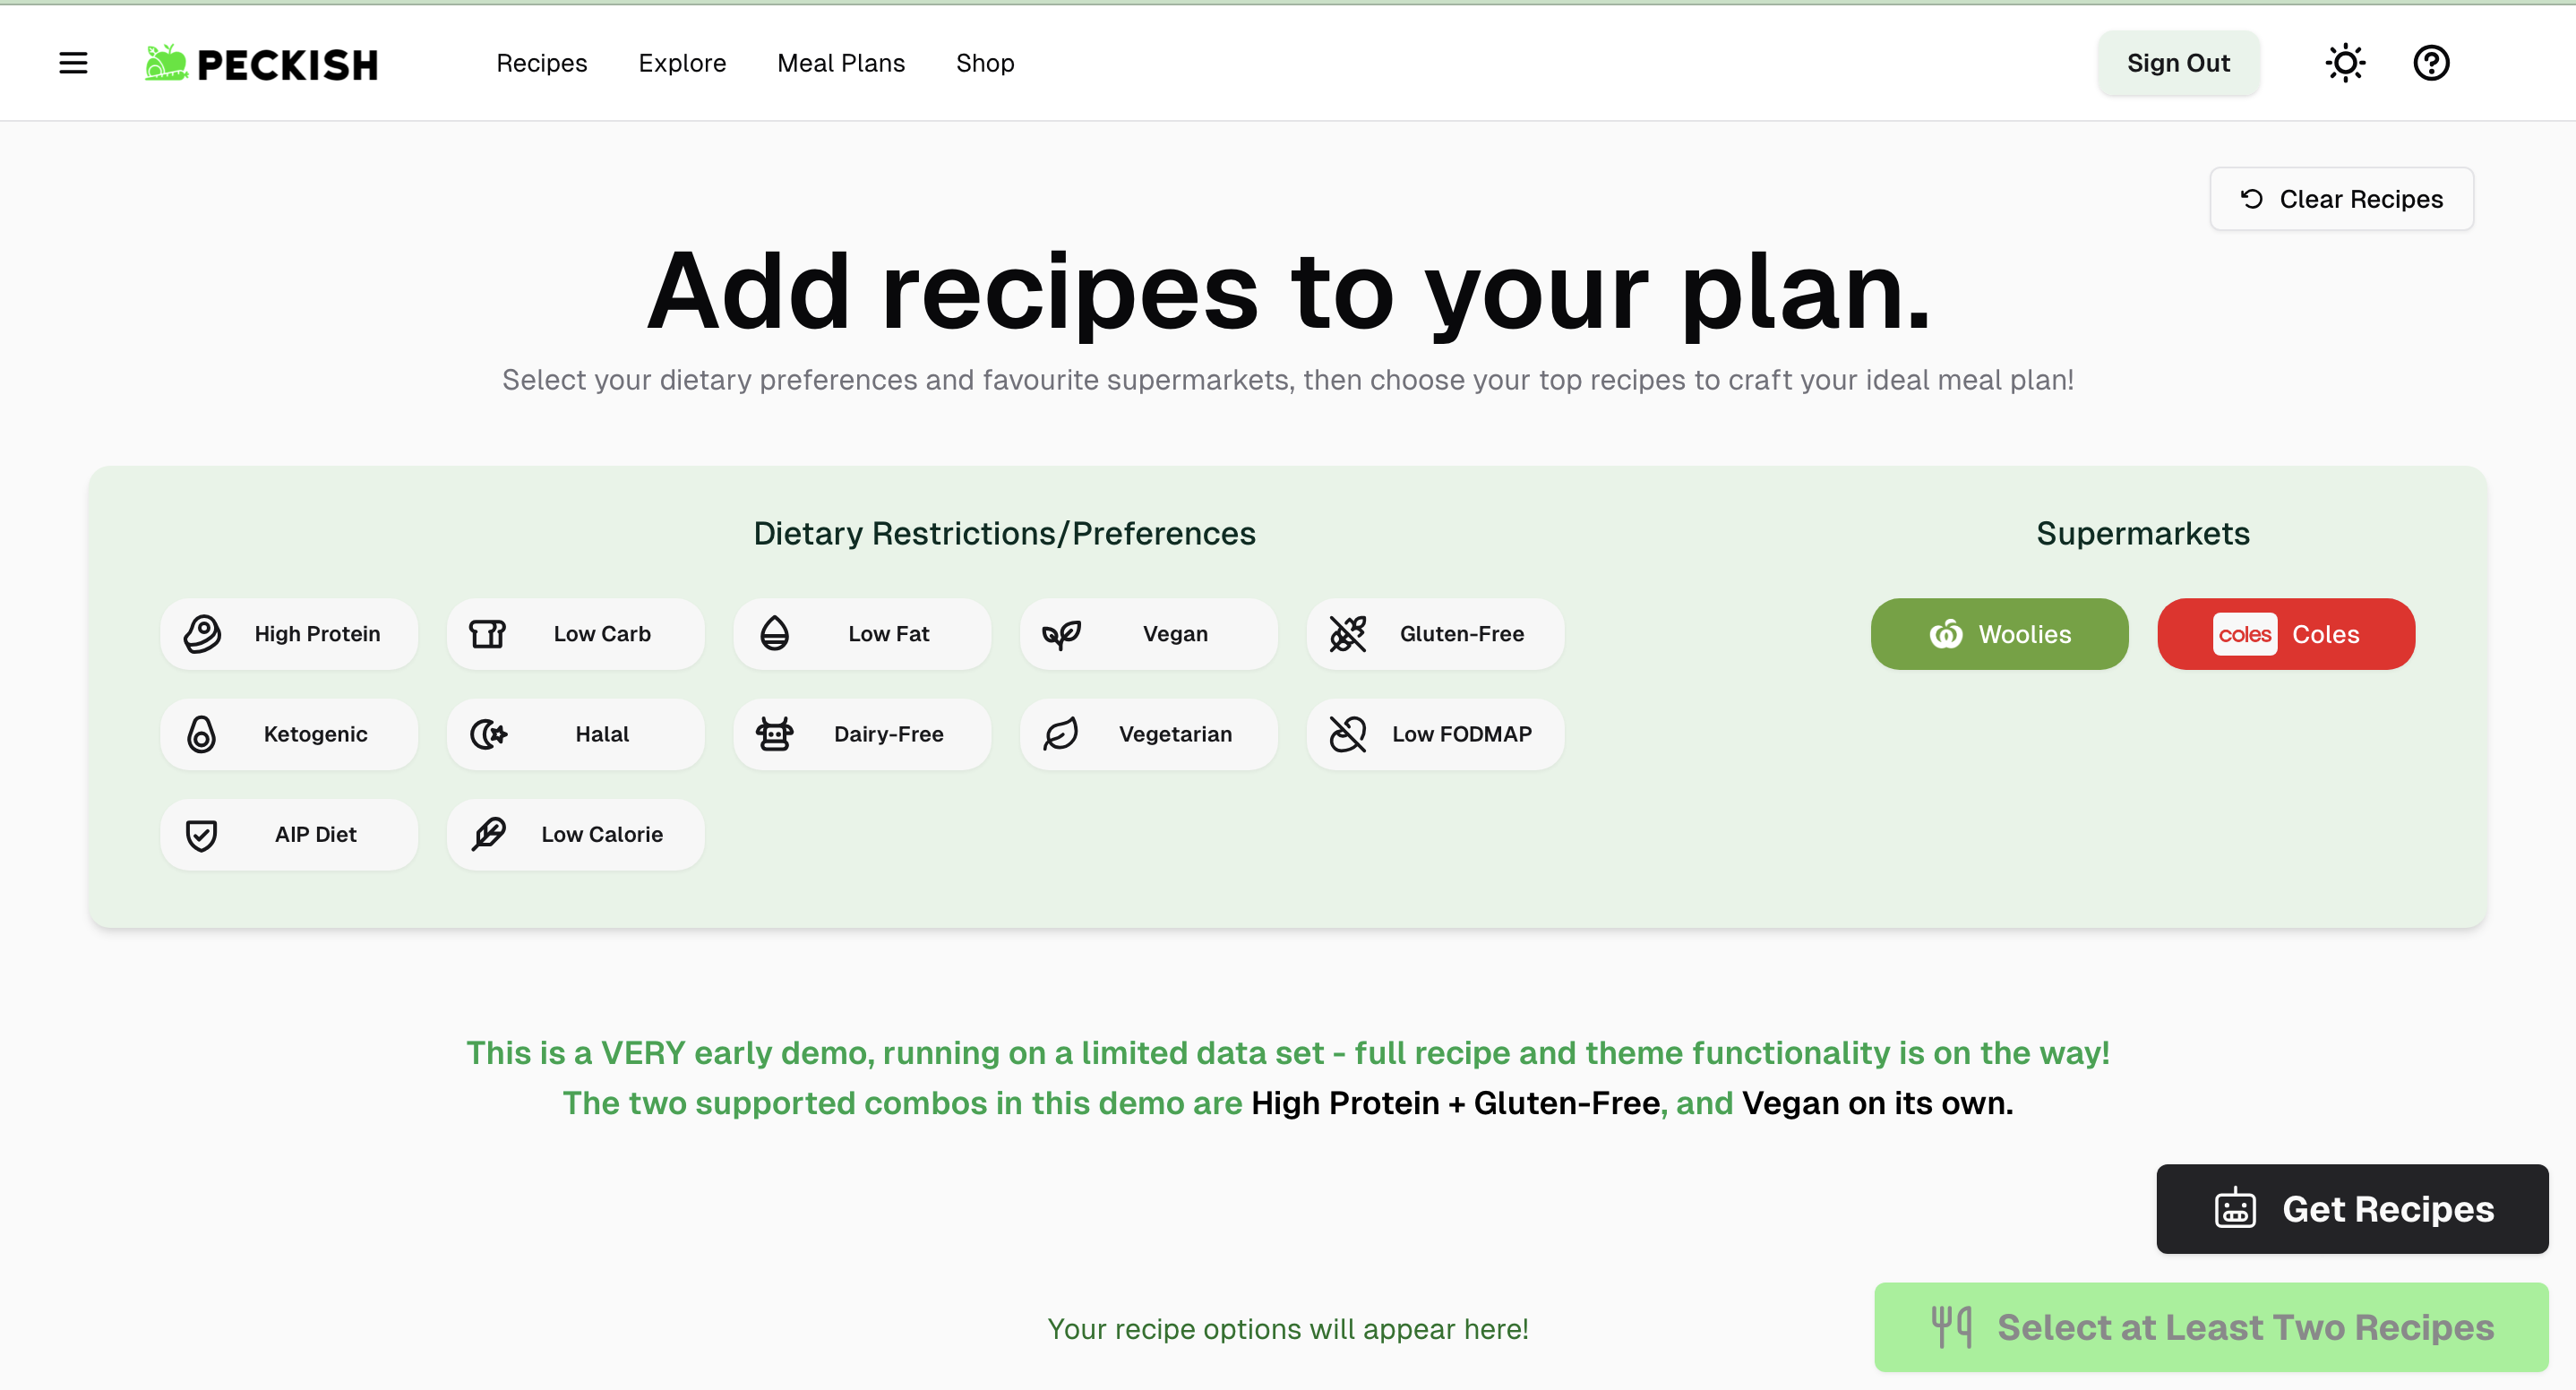 PECKISH
Recipes Explore Meal Plans Shop
Sign Out
Clear Recipes
Add recipes to your plan.
Select your dietary preferences and favourite supermarkets, then choose your top recipes to craft your ideal meal plan!
Dietary Restrictions/Preferences
High Protein Low Carb Low Fat Vegan Gluten-Free
Ketogenic Halal Dairy-Free Vegetarian Low FODMAP
AIP Diet Low Calorie
Supermarkets
Woolies coles Coles
This is a VERY early demo, running on a limited data set - full recipe and theme functionality is on the way!
The two supported combos in this demo are High Protein + Gluten-Free, and Vegan on its own.
Get Recipes
Your recipe options will appear here!
Select at Least Two Recipes